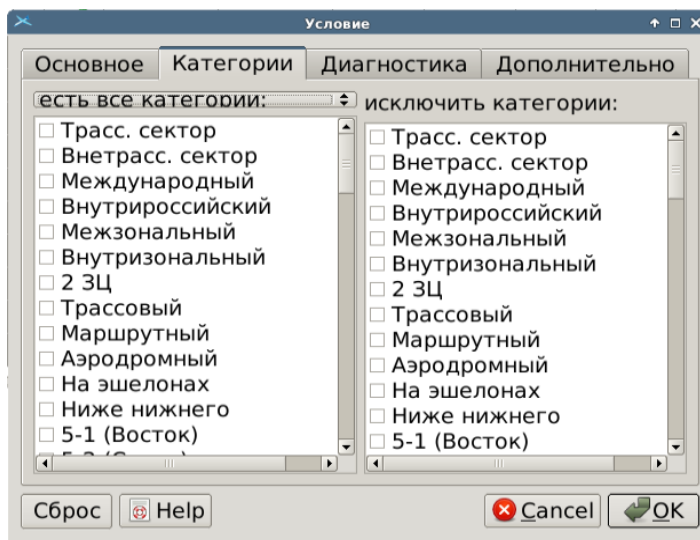 Условие
Основное
Категории
Диагностика
Дополнительно
есть все категории:
Трасс. сектор
Внетрасс. сектор
Международный
Внутрироссийский
Межзональный
Внутризональный
2 ЗЦ
Трассовый
Маршрутный
Аэродромный
На эшелонах
Ниже нижнего
5-1 (Восток)
исключить категории:
Трасс. сектор
Внетрасс. сектор
Международный
Внутрироссийский
Межзональный
Внутризональный
2 ЗЦ
Трассовый
Маршрутный
Аэродромный
На эшелонах
Ниже нижнего
5-1 (Восток)
Сброс
Help
Cancel
OK